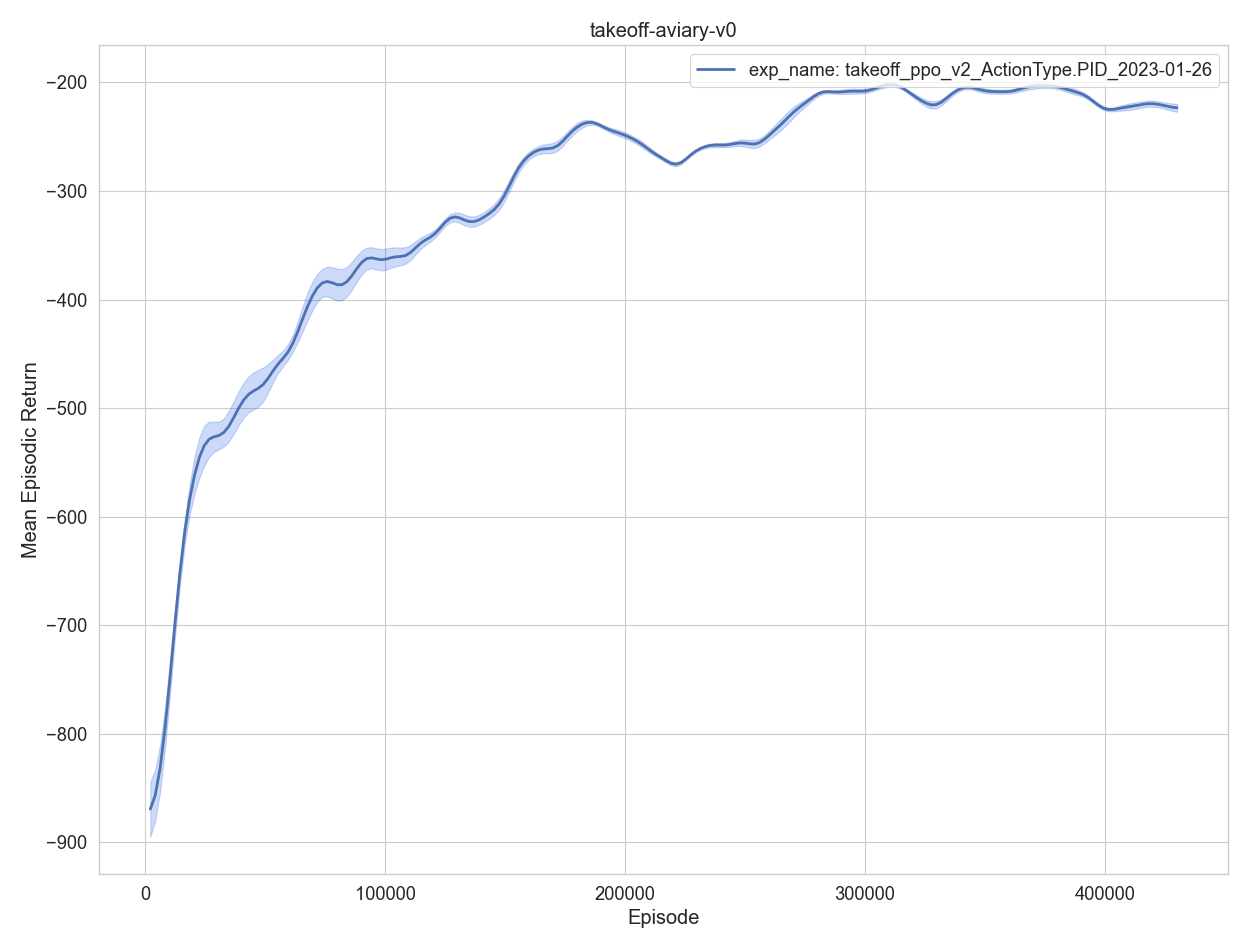 takeoff-aviary-v0
exp_name: takeoff_ppo_v2_ActionType.PID_2023-01-26
Mean Episodic Return
−200
−300
−400
−500
−600
−700
−800
−900
0 100000 200000 300000 400000
Episode